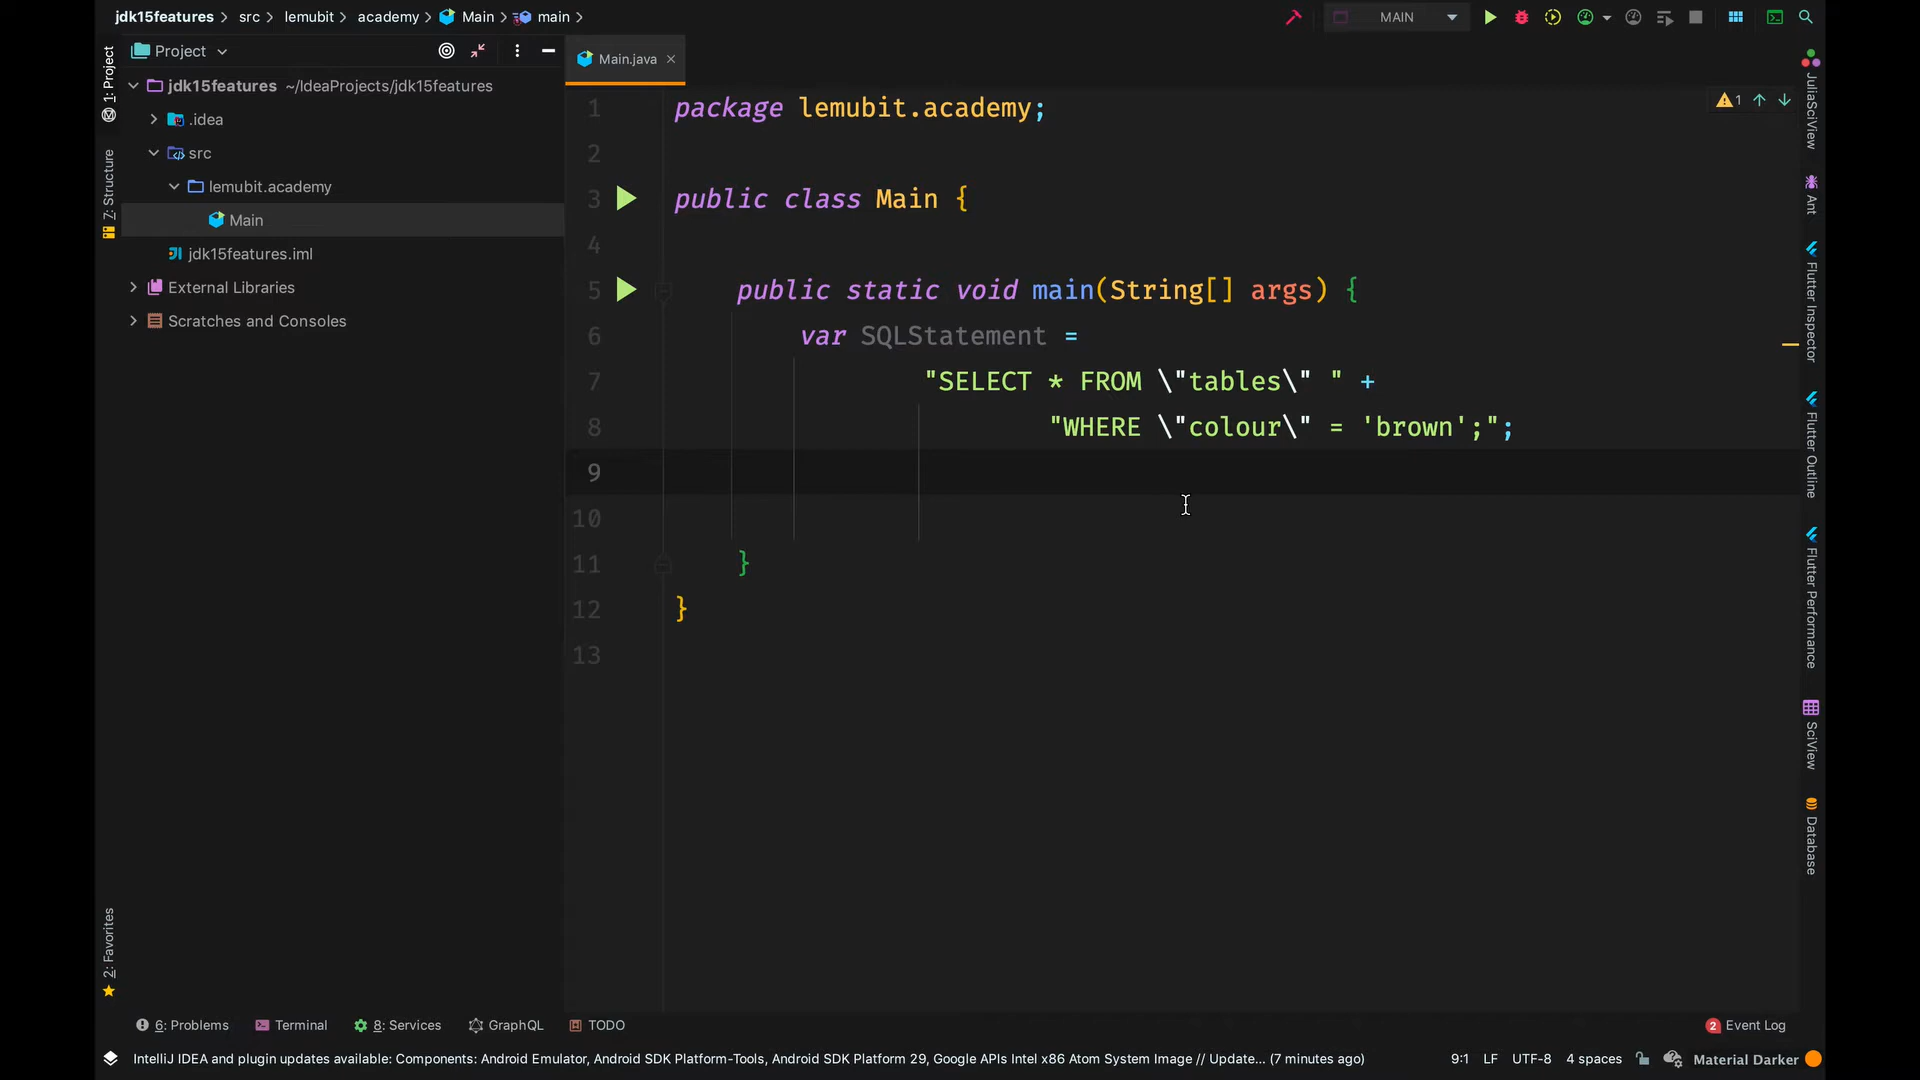 jdk15features > src > lemubit > academy > Main > main >
MAIN
1: Project
Z: Structure
2: Favorites
Project
jdk15features ~/IdeaProjects/jdk15features
.idea
src
lemubit.academy
Main
jdk15features.iml
External Libraries
Scratches and Consoles
Main.java ×
1
1 package lemubit.academy;
2
3 public class Main {
4
5 public static void main(String[] args) {
6 var SQLStatement =
7 "SELECT * FROM \"tables\" " +
8 "WHERE \"colour\" = 'brown';";
9
10
11 }
12 }
13
JuliaSciView
Ant
Flutter Inspector
Flutter Outline
Flutter Performance
SciView
Database
6: Problems Terminal 8: Services GraphQL TODO 2 Event Log
IntelliJ IDEA and plugin updates available: Components: Android Emulator, Android SDK Platform-Tools, Android SDK Platform 29, Google APIs Intel x86 Atom System Image // Update... (7 minutes ago) 9:1 LF UTF-8 4 spaces Material Darker